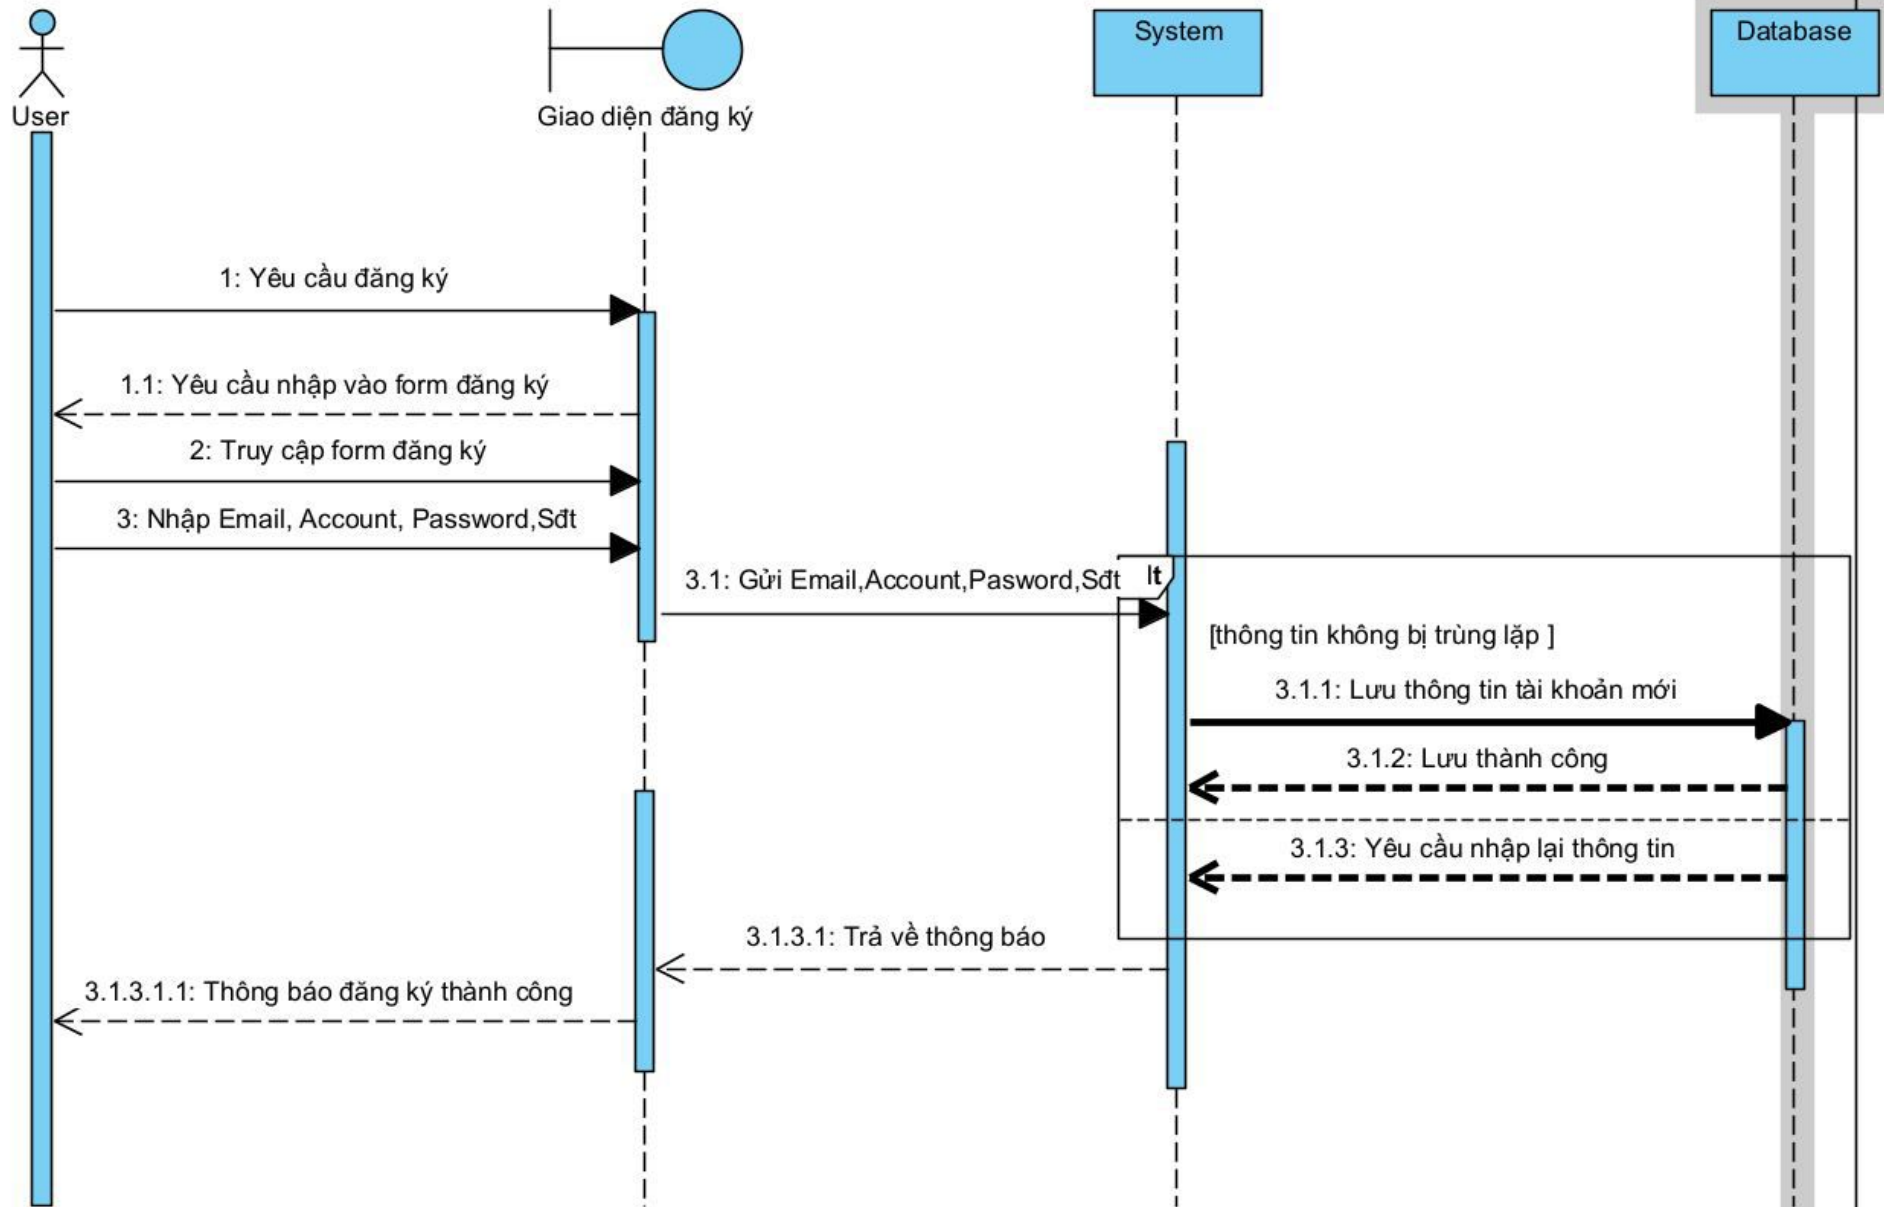 User
Giao diện đăng ký
System
Database
1: Yêu cầu đăng ký
1.1: Yêu cầu nhập vào form đăng ký
2: Truy cập form đăng ký
3: Nhập Email, Account, Password,Sđt
3.1: Gửi Email,Account,Pasword,Sđt
lt
[thông tin không bị trùng lặp ]
3.1.1: Lưu thông tin tài khoản mới
3.1.2: Lưu thành công
3.1.3: Yêu cầu nhập lại thông tin
3.1.3.1: Trả về thông báo
3.1.3.1.1: Thông báo đăng ký thành công